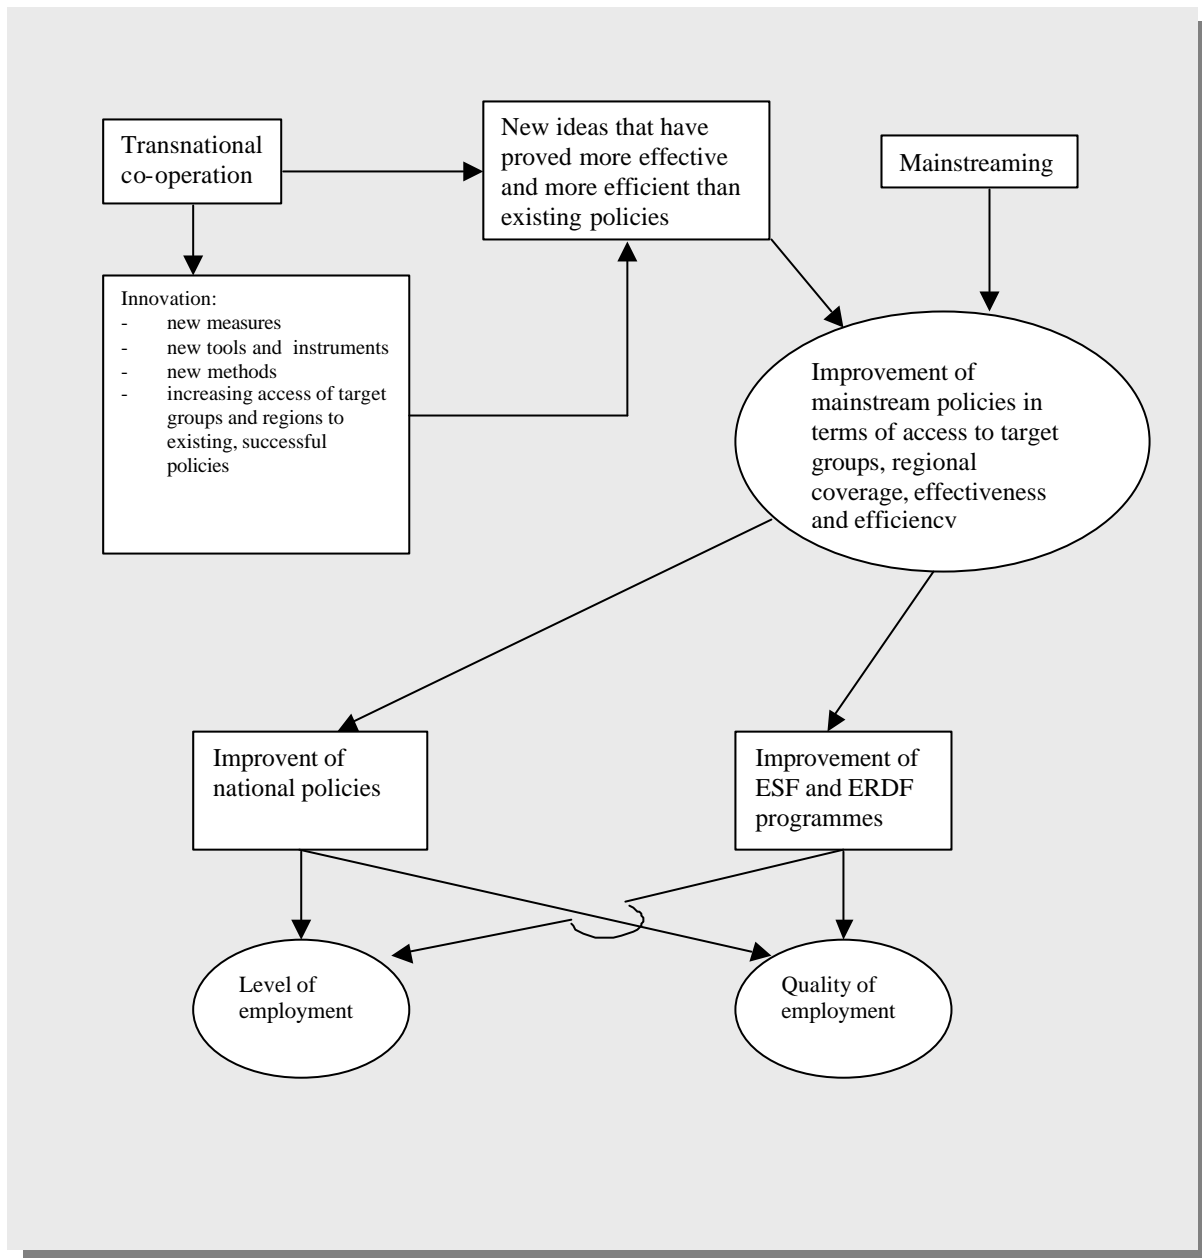 Transnational
co-operation
New ideas that have
proved more effective
and more efficient than
existing policies
Mainstreaming
Innovation:
- new measures
- new tools and instruments
- new methods
- increasing access of target
groups and regions to
existing, successful
policies
Improvement of
mainstream policies in
terms of access to target
groups, regional
coverage, effectiveness
and efficiency
Improvent of
national policies
Improvement of
ESF and ERDF
programmes
Level of
employment
Quality of
employment